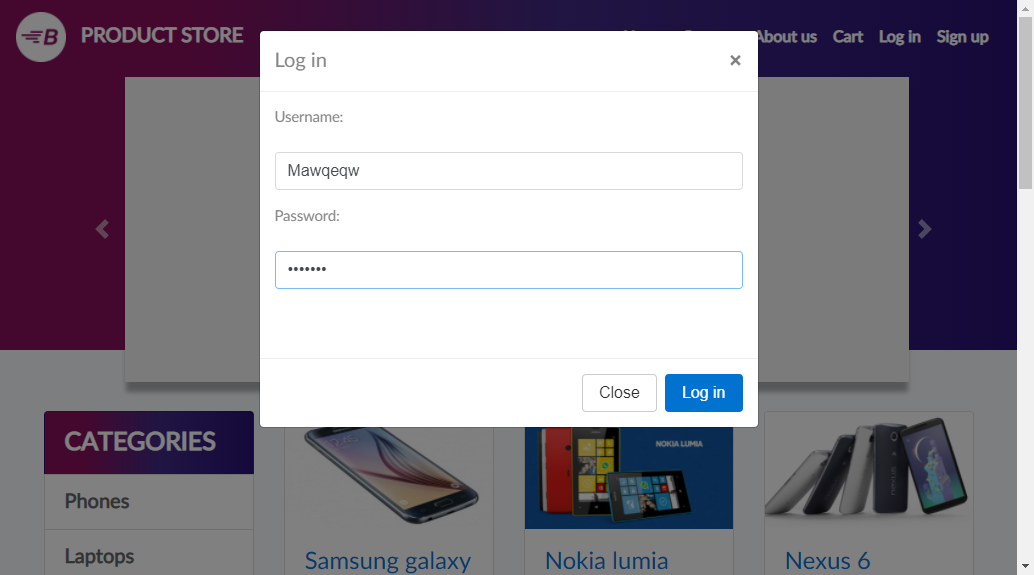 PRODUCT STORE
About us
Cart
Log in
Sign up
Log in
×
Username:
Mawqeqw
Password:
•••••••
Close
Log in
CATEGORIES
Phones
Laptops
NOKIA LUMIA
Samsung galaxy
Nokia lumia
Nexus 6